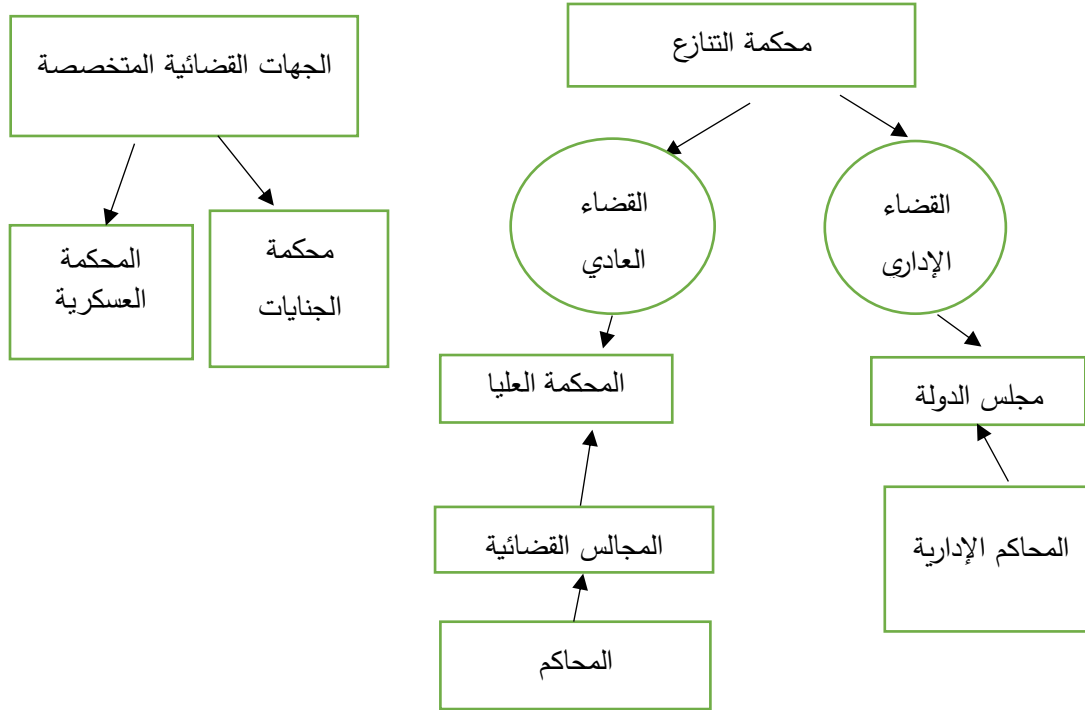 محكمة التنازع
الجهات القضائية المتخصصة
القضاء
الإداري
القضاء
العادي
محكمة
الجنايات
المحكمة
العسكرية
مجلس الدولة
المحكمة العليا
المحاكم الإدارية
المجالس القضائية
المحاكم